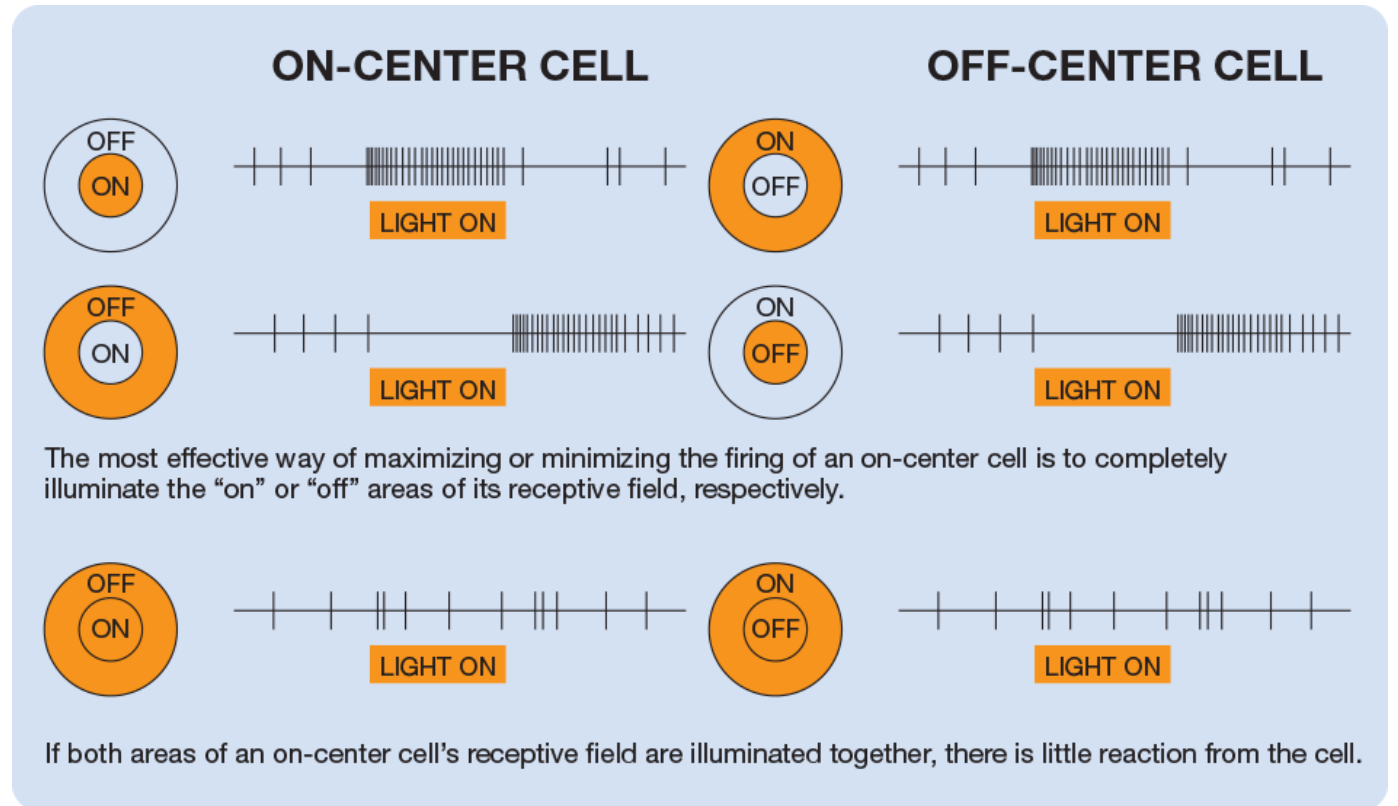 ON-CENTER CELL
OFF-CENTER CELL
OFF
ON
LIGHT ON
ON
OFF
LIGHT ON
OFF
ON
LIGHT ON
ON
OFF
LIGHT ON
The most effective way of maximizing or minimizing the firing of an on-center cell is to completely
illuminate the “on” or “off” areas of its receptive field, respectively.
OFF
ON
LIGHT ON
ON
OFF
LIGHT ON
If both areas of an on-center cell’s receptive field are illuminated together, there is little reaction from the cell.